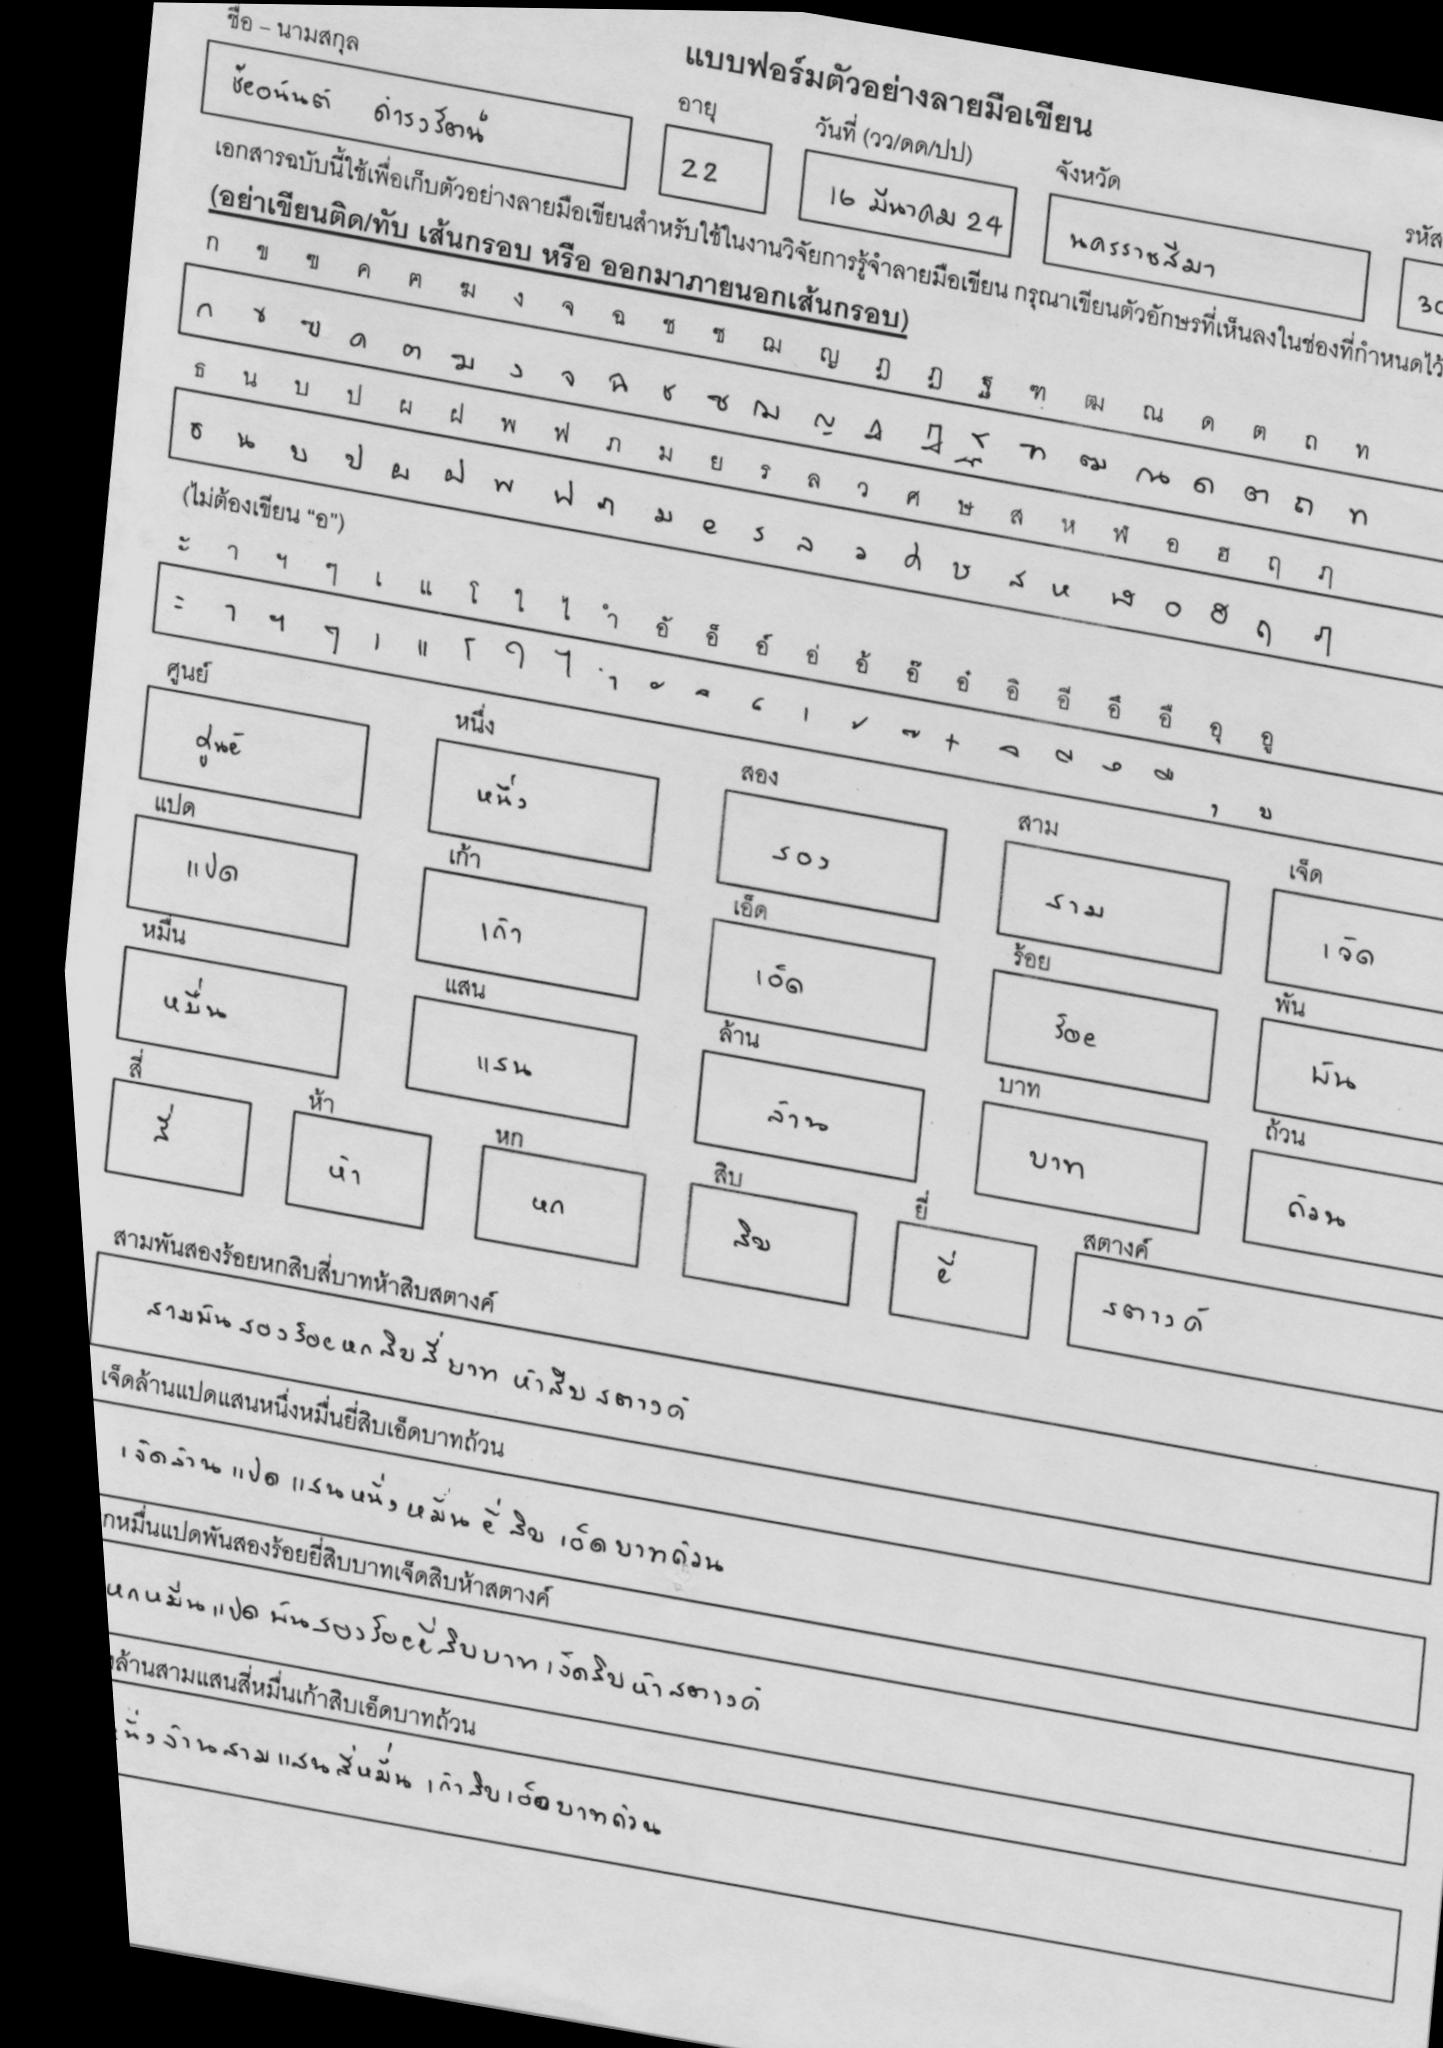 แบบฟอร์มตัวอย่างลายมือเขียน
ชื่อ – นามสกุล อายุ วันที่ (วว/ดด/ปป) จังหวัด รหัส
22 16 มีนาคม 24 นครราชสีมา 30
เอกสารฉบับนี้ใช้เพื่อเก็บตัวอย่างลายมือเขียนสำหรับใช้ในงานวิจัยการรู้จำลายมือเขียน กรุณาเขียนตัวอักษรที่เห็นลงในช่องที่กำหนดไว้
(อย่าเขียนติด/ทับ เส้นกรอบ หรือ ออกมาภายนอกเส้นกรอบ)
ก ข ฃ ค ฅ ฆ ง จ ฉ ช ซ ฌ ญ ฎ ฏ ฐ ฑ ฒ ณ ด ต ถ ท
ก ข ฃ ค ฅ ฆ ง จ ฉ ช ซ ฌ ญ ฎ ฏ ฐ ฑ ฒ ณ ด ต ถ ท
ธ น บ ป ผ ฝ พ ฟ ภ ม ย ร ล ว ศ ษ ส ห ฬ อ ฮ ฤ ฦ
ธ น บ ป ผ ฝ พ ฟ ภ ม ย ร ล ว ศ ษ ส ห ฬ อ ฮ ฤ ฦ
(ไม่ต้องเขียน “อ”)
ะ า ฯ ๆ เ แ โ ใ ไ ำ อั อ็ อ์ อ่ อ้ อ๊ อ๋ อิ อี อึ อื อุ อู
ะ า ฯ ๆ เ แ โ ใ ไ ำ ั ็ ์ ่ ้ ๊ ๋ ิ ี ึ ื ุ ู
ศูนย์ หนึ่ง สอง สาม เจ็ด
ศูนย์ หนึ่ง สอง สาม เจ็ด
แปด เก้า เอ็ด ร้อย พัน
แปด เก้า เอ็ด ร้อย พัน
หมื่น แสน ล้าน บาท ถ้วน
หมื่น แสน ล้าน บาท ถ้วน
สี่ ห้า หก สิบ ยี่ สตางค์
สี่ ห้า หก สิบ ยี่ สตางค์
สามพันสองร้อยหกสิบสี่บาทห้าสิบสตางค์
สามพันสองร้อยหกสิบสี่บาท ห้าสิบ สตางค์
เจ็ดล้านแปดแสนหนึ่งหมื่นยี่สิบเอ็ดบาทถ้วน
เจ็ดล้าน แปด แสนหนึ่งหมื่น ยี่ สิบ เอ็ดบาทถ้วน
กหมื่นแปดพันสองร้อยยี่สิบบาทเจ็ดสิบห้าสตางค์
หกหมื่นแปด พันสองร้อยยี่สิบบาท เจ็ดสิบห้าสตางค์
ล้านสามแสนสี่หมื่นเก้าสิบเอ็ดบาทถ้วน
นึ่งล้านสามแสนสี่หมื่น เก้าสิบเอ็ดบาทถ้วน